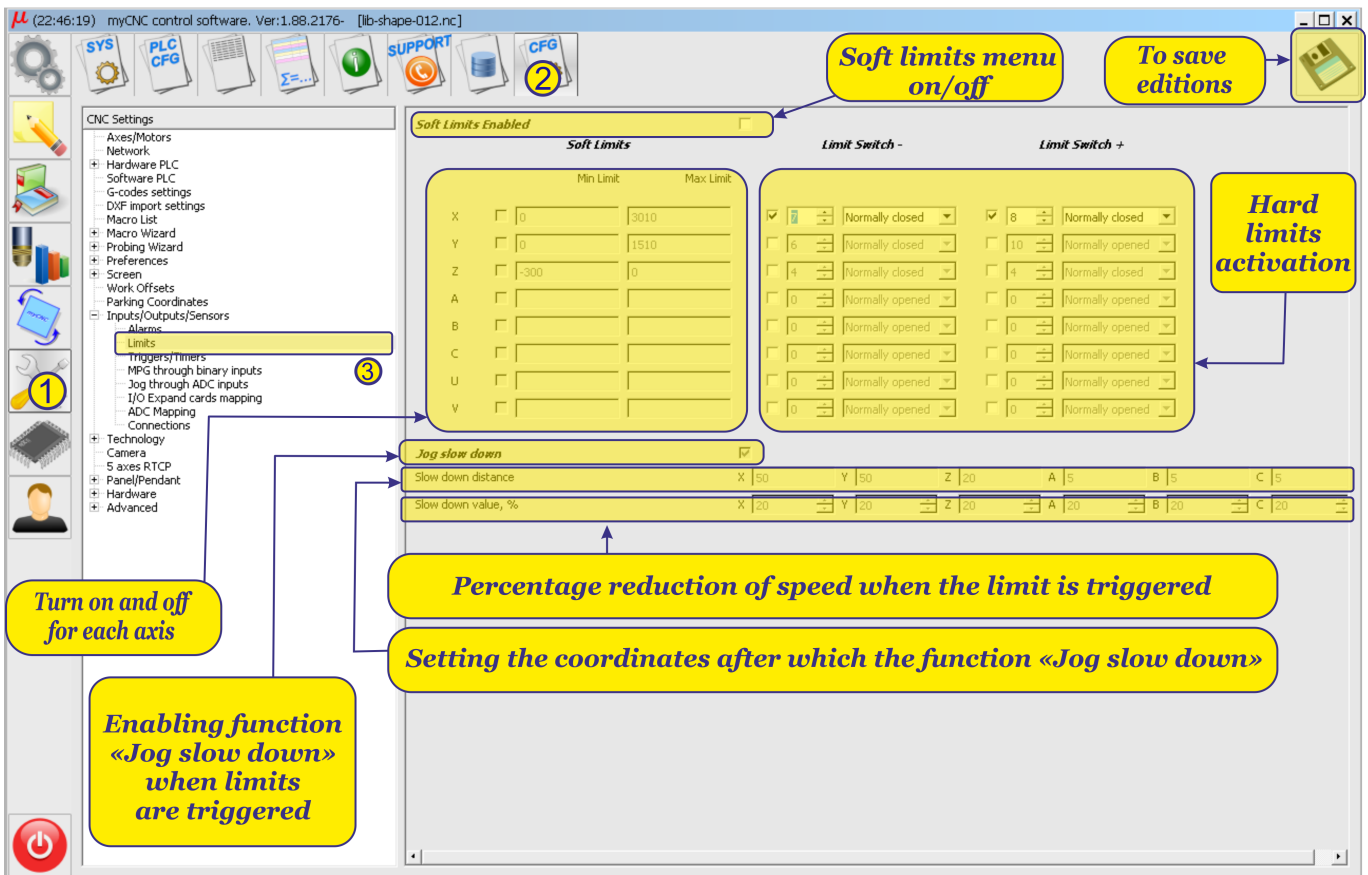 μ (22:46:19) myCNC control software. Ver:1.88.2176- [lib-shape-012.nc]
SYS
PLC
CFG
Σ=...
SUPPORT
CFG
2
Soft limits menu
on/off
To save
editions
CNC Settings
Axes/Motors
Network
Hardware PLC
Software PLC
G-codes settings
DXF import settings
Macro List
Macro Wizard
Probing Wizard
Preferences
Screen
Work Offsets
Parking Coordinates
Inputs/Outputs/Sensors
Alarms
Limits
Triggers/Timers
MPG through binary inputs
Jog through ADC inputs
I/O Expand cards mapping
ADC Mapping
Connections
Technology
Camera
5 axes RTCP
Panel/Pendant
Hardware
Advanced
myCNC
1
3
Soft Limits Enabled
Soft Limits Limit Switch - Limit Switch +
Min Limit Max Limit
X 0 3010 7 Normally closed 8 Normally closed
Y 0 1510 6 Normally closed 10 Normally opened
Z -300 0 4 Normally closed 4 Normally closed
A 0 Normally opened 0 Normally opened
B 0 Normally opened 0 Normally opened
C 0 Normally opened 0 Normally opened
U 0 Normally opened 0 Normally opened
V 0 Normally opened 0 Normally opened
Hard
limits
activation
Jog slow down
Slow down distance X 50 Y 50 Z 20 A 5 B 5 C 5
Slow down value, % X 20 Y 20 Z 20 A 20 B 20 C 20
Percentage reduction of speed when the limit is triggered
Turn on and off
for each axis
Setting the coordinates after which the function «Jog slow down»
Enabling function
«Jog slow down»
when limits
are triggered